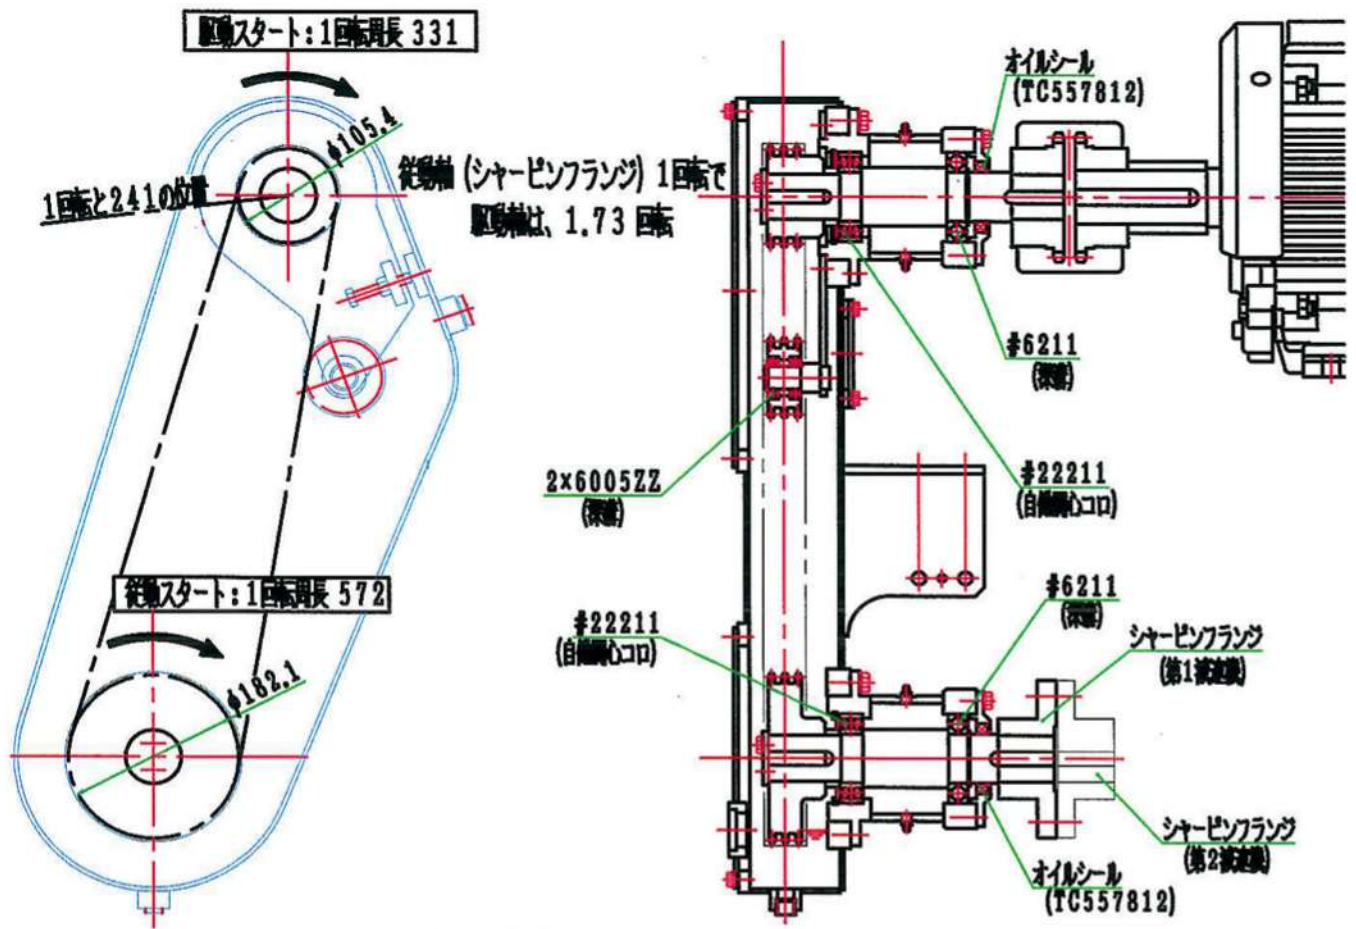 駆動スタート:1回転周長 331
φ105.4
1回転と241の位置
従動軸 (シャーピンフランジ) 1回転で
駆動軸は、1.73 回転
従動スタート:1回転周長 572
φ182.1
オイルシール
(TC557812)
#6211
(深溝)
#22211
(自動調心コロ)
2×6005ZZ
(深溝)
#22211
(自動調心コロ)
#6211
(深溝)
シャーピンフランジ
(第1減速機)
シャーピンフランジ
(第2減速機)
オイルシール
(TC557812)